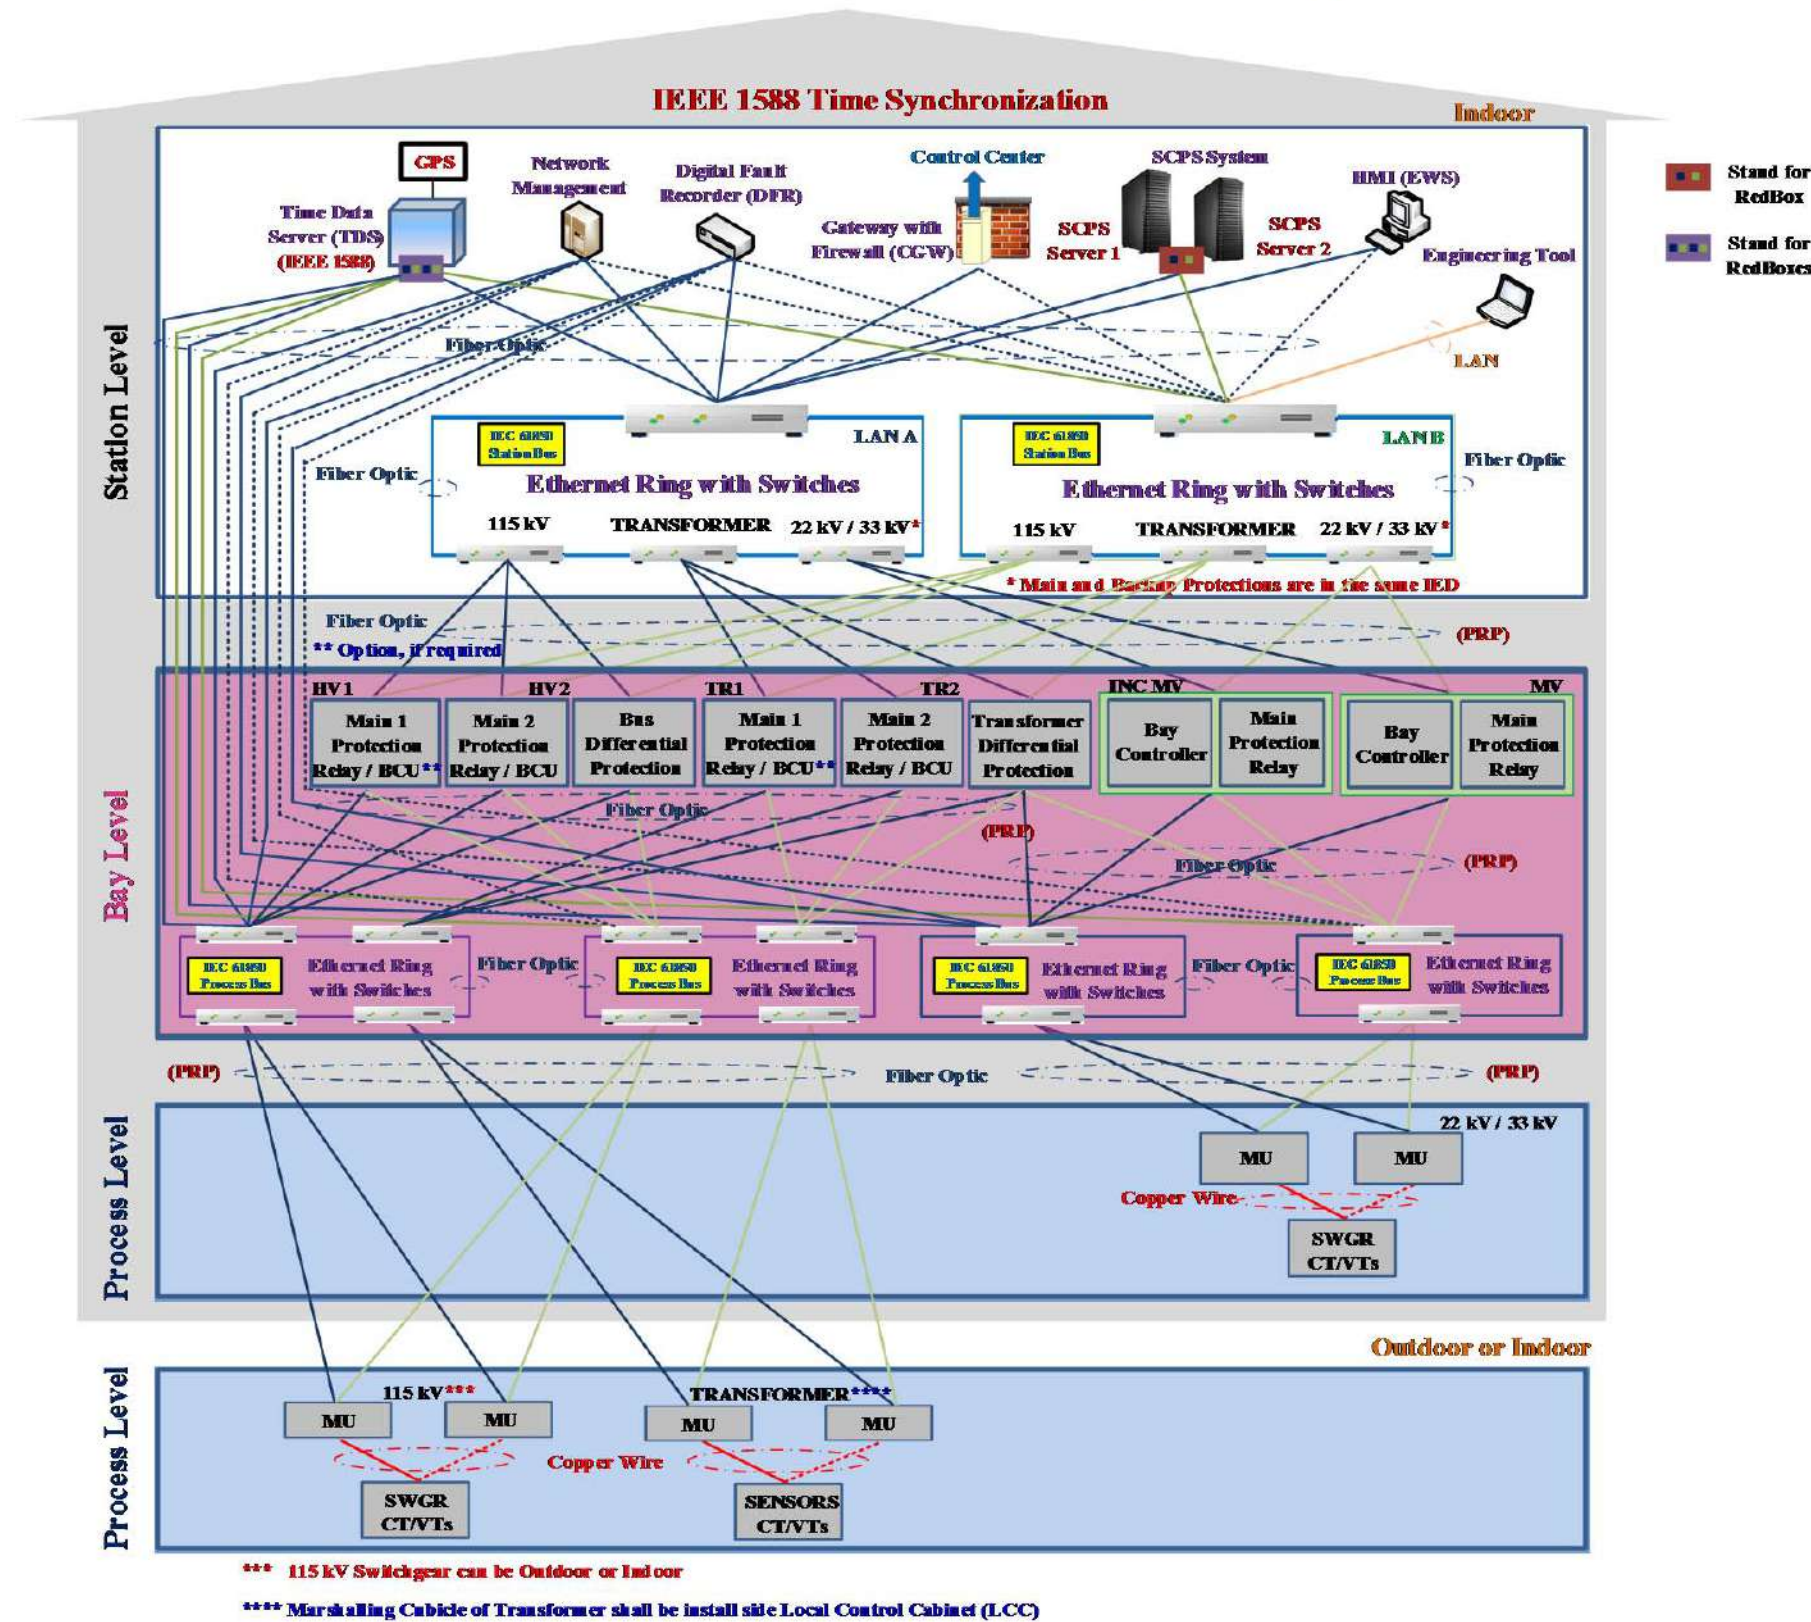 IEEE 1588 Time Synchronization
Indoor
GPS
Time Data
Server (TDS)
(IEEE 1588)
Network
Management
Digital Fault
Recorder (DFR)
Control Center
Gateway with
Firewall (CGW)
SCPS System
SCPS
Server 1
SCPS
Server 2
HMI (EWS)
Engineering Tool
Stand for
RedBox
Stand for
RedBoxes
Station Level
Fiber Optic
LAN
IEC 61850
Station Bus
LAN A
Ethernet Ring with Switches
Fiber Optic
115 kV
TRANSFORMER
22 kV / 33 kV*
IEC 61850
Station Bus
LAN B
Ethernet Ring with Switches
Fiber Optic
115 kV
TRANSFORMER
22 kV / 33 kV*
* Main and Backup Protections are in the same IED
Fiber Optic
(PRP)
** Option, if required
Bay Level
HV1
HV2
TR1
TR2
INC MV
MV
Main 1
Protection
Relay / BCU**
Main 2
Protection
Relay / BCU
Bus
Differential
Protection
Main 1
Protection
Relay / BCU**
Main 2
Protection
Relay / BCU
Transformer
Differential
Protection
Bay
Controller
Main
Protection
Relay
Bay
Controller
Main
Protection
Relay
Fiber Optic
(PRP)
Fiber Optic
(PRP)
IEC 61850
Process Bus
Ethernet Ring
with Switches
Fiber Optic
IEC 61850
Process Bus
Ethernet Ring
with Switches
IEC 61850
Process Bus
Ethernet Ring
with Switches
Fiber Optic
IEC 61850
Process Bus
Ethernet Ring
with Switches
(PRP)
Fiber Optic
(PRP)
Process Level
22 kV / 33 kV
MU
MU
Copper Wire
SWGR
CT/VTs
Outdoor or Indoor
Process Level
115 kV***
MU
MU
TRANSFORMER****
MU
MU
Copper Wire
SWGR
CT/VTs
SENSORS
CT/VTs
*** 115 kV Switchgear can be Outdoor or Indoor
**** Marshalling Cubicle of Transformer shall be install side Local Control Cabinet (LCC)